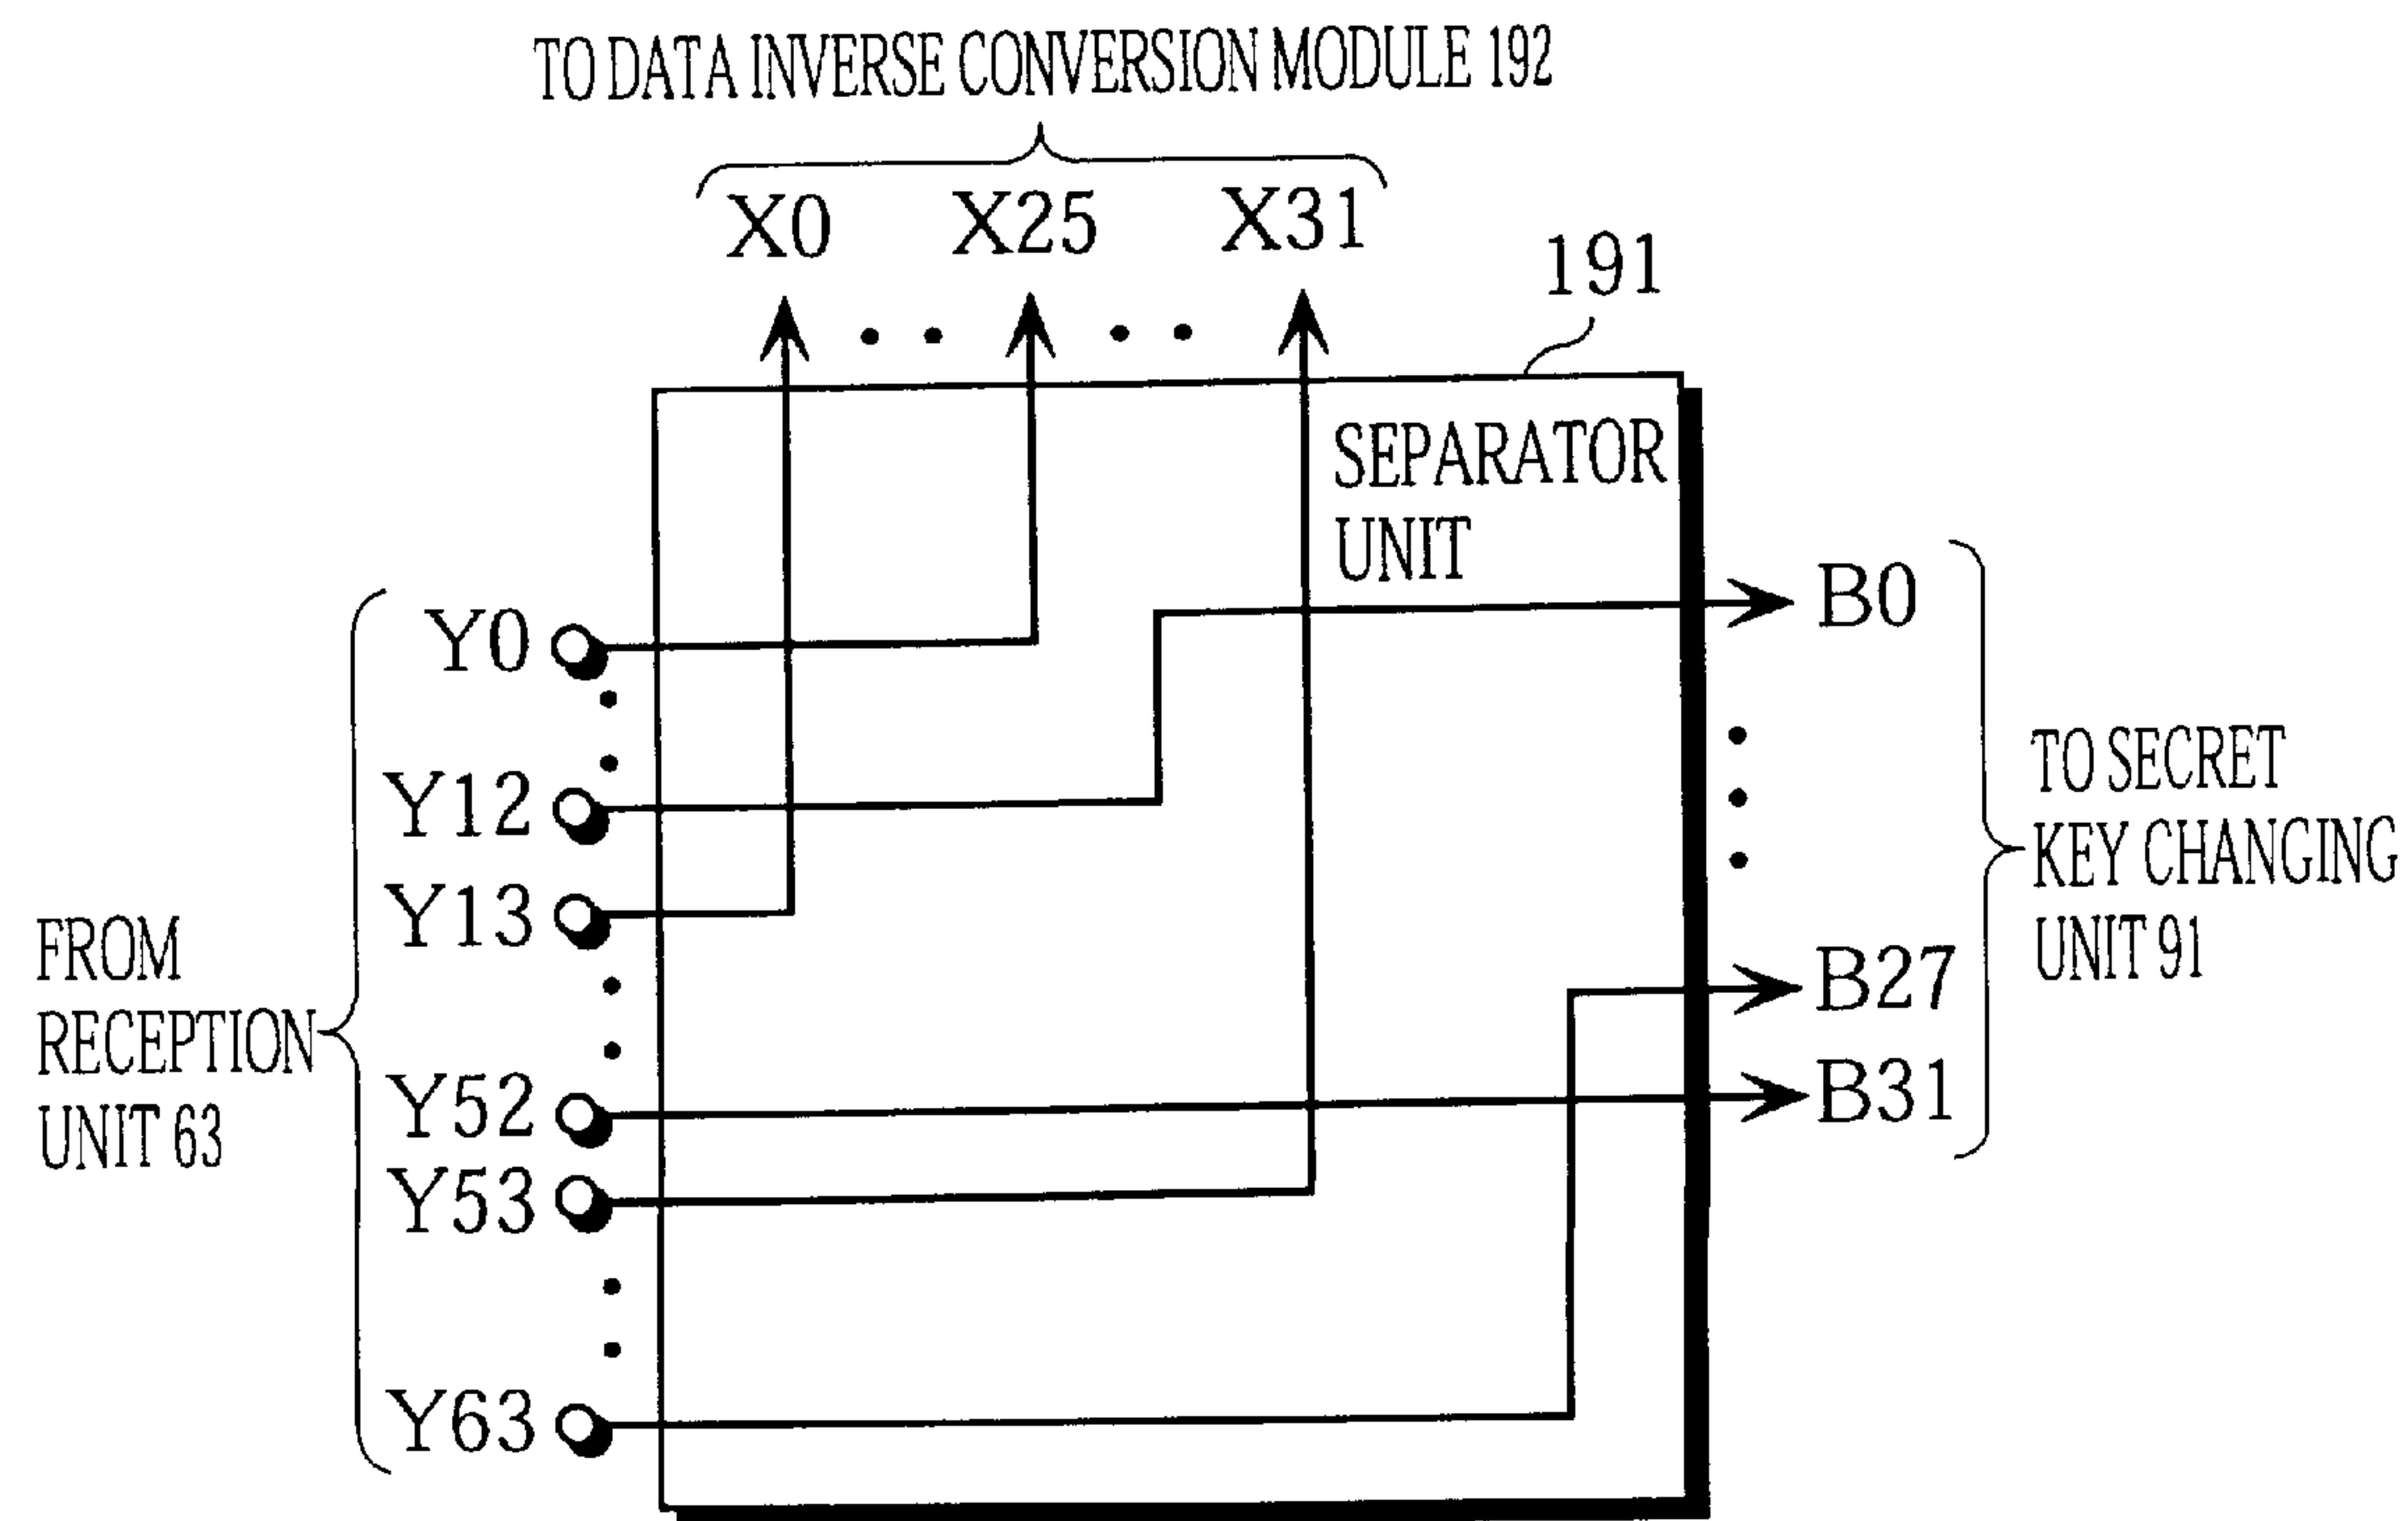 TO DATA INVERSE CONVERSION MODULE 192
X0 X25 X31
191
SEPARATOR
UNIT
Y0
Y12
Y13
Y52
Y53
Y63
FROM
RECEPTION
UNIT 63
B0
B27
B31
TO SECRET
KEY CHANGING
UNIT 91